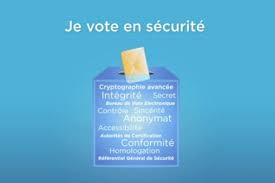 Je vote en sécurité
Cryptographie avancée
Intégrité Secret
Bureau de Vote Electronique
Contrôle Sincérité
Anonymat
Accessibilité
Autorités de Certification
Conformité
Homologation
Référentiel Général de Sécurité